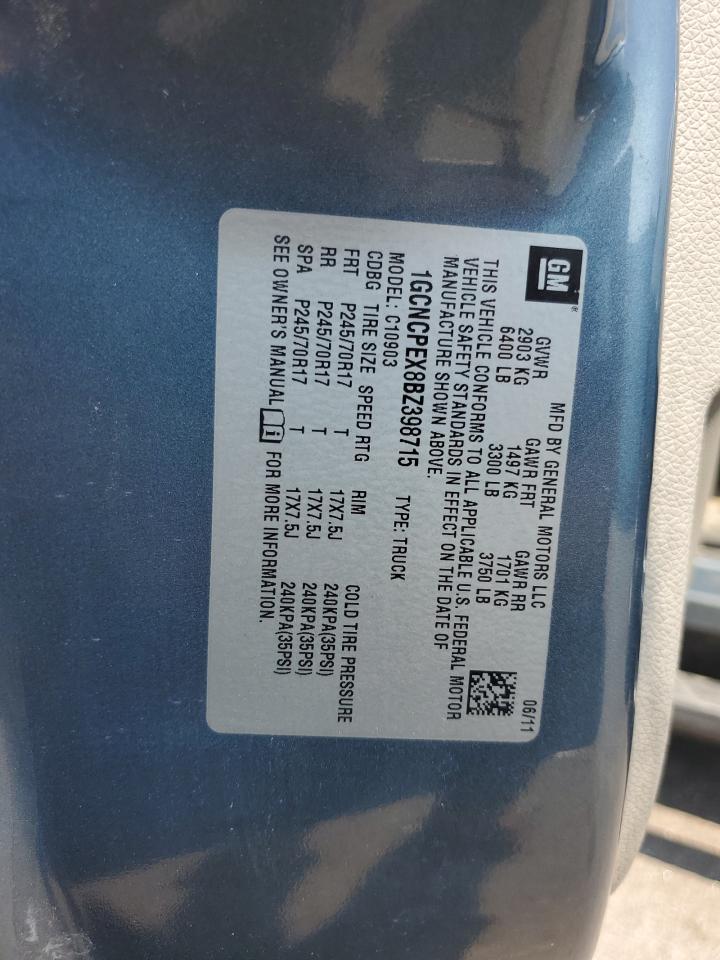 GM®
MFD BY GENERAL MOTORS LLC 06/11
GVWR GAWR FRT GAWR RR
2903 KG 1497 KG 1701 KG
6400 LB 3300 LB 3750 LB
THIS VEHICLE CONFORMS TO ALL APPLICABLE U.S. FEDERAL MOTOR
VEHICLE SAFETY STANDARDS IN EFFECT ON THE DATE OF
MANUFACTURE SHOWN ABOVE.
1GCNCPEX8BZ398715 TYPE: TRUCK
MODEL: C10903
CDBG TIRE SIZE SPEED RTG RIM COLD TIRE PRESSURE
FRT P245/70R17 T 17X7.5J 240KPA(35PSI)
RR P245/70R17 T 17X7.5J 240KPA(35PSI)
SPA P245/70R17 T 17X7.5J 240KPA(35PSI)
SEE OWNER'S MANUAL FOR MORE INFORMATION.